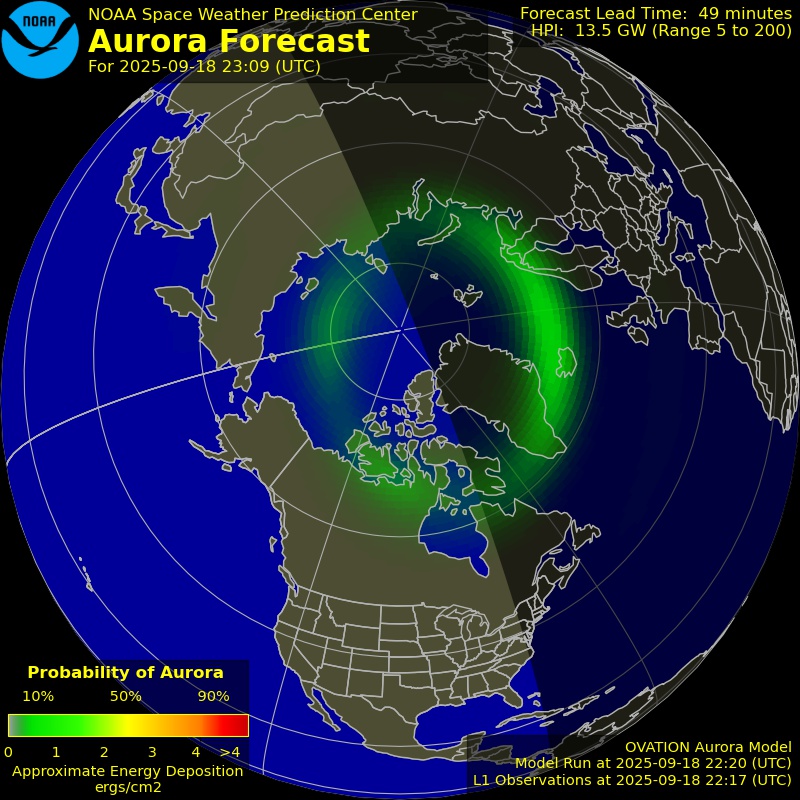 NOAA
NOAA Space Weather Prediction Center
Aurora Forecast
For 2025-09-18 23:09 (UTC)
Forecast Lead Time: 49 minutes
HPI: 13.5 GW (Range 5 to 200)
Probability of Aurora
10% 50% 90%
0 1 2 3 4 >4
Approximate Energy Deposition
ergs/cm2
OVATION Aurora Model
Model Run at 2025-09-18 22:20 (UTC)
L1 Observations at 2025-09-18 22:17 (UTC)